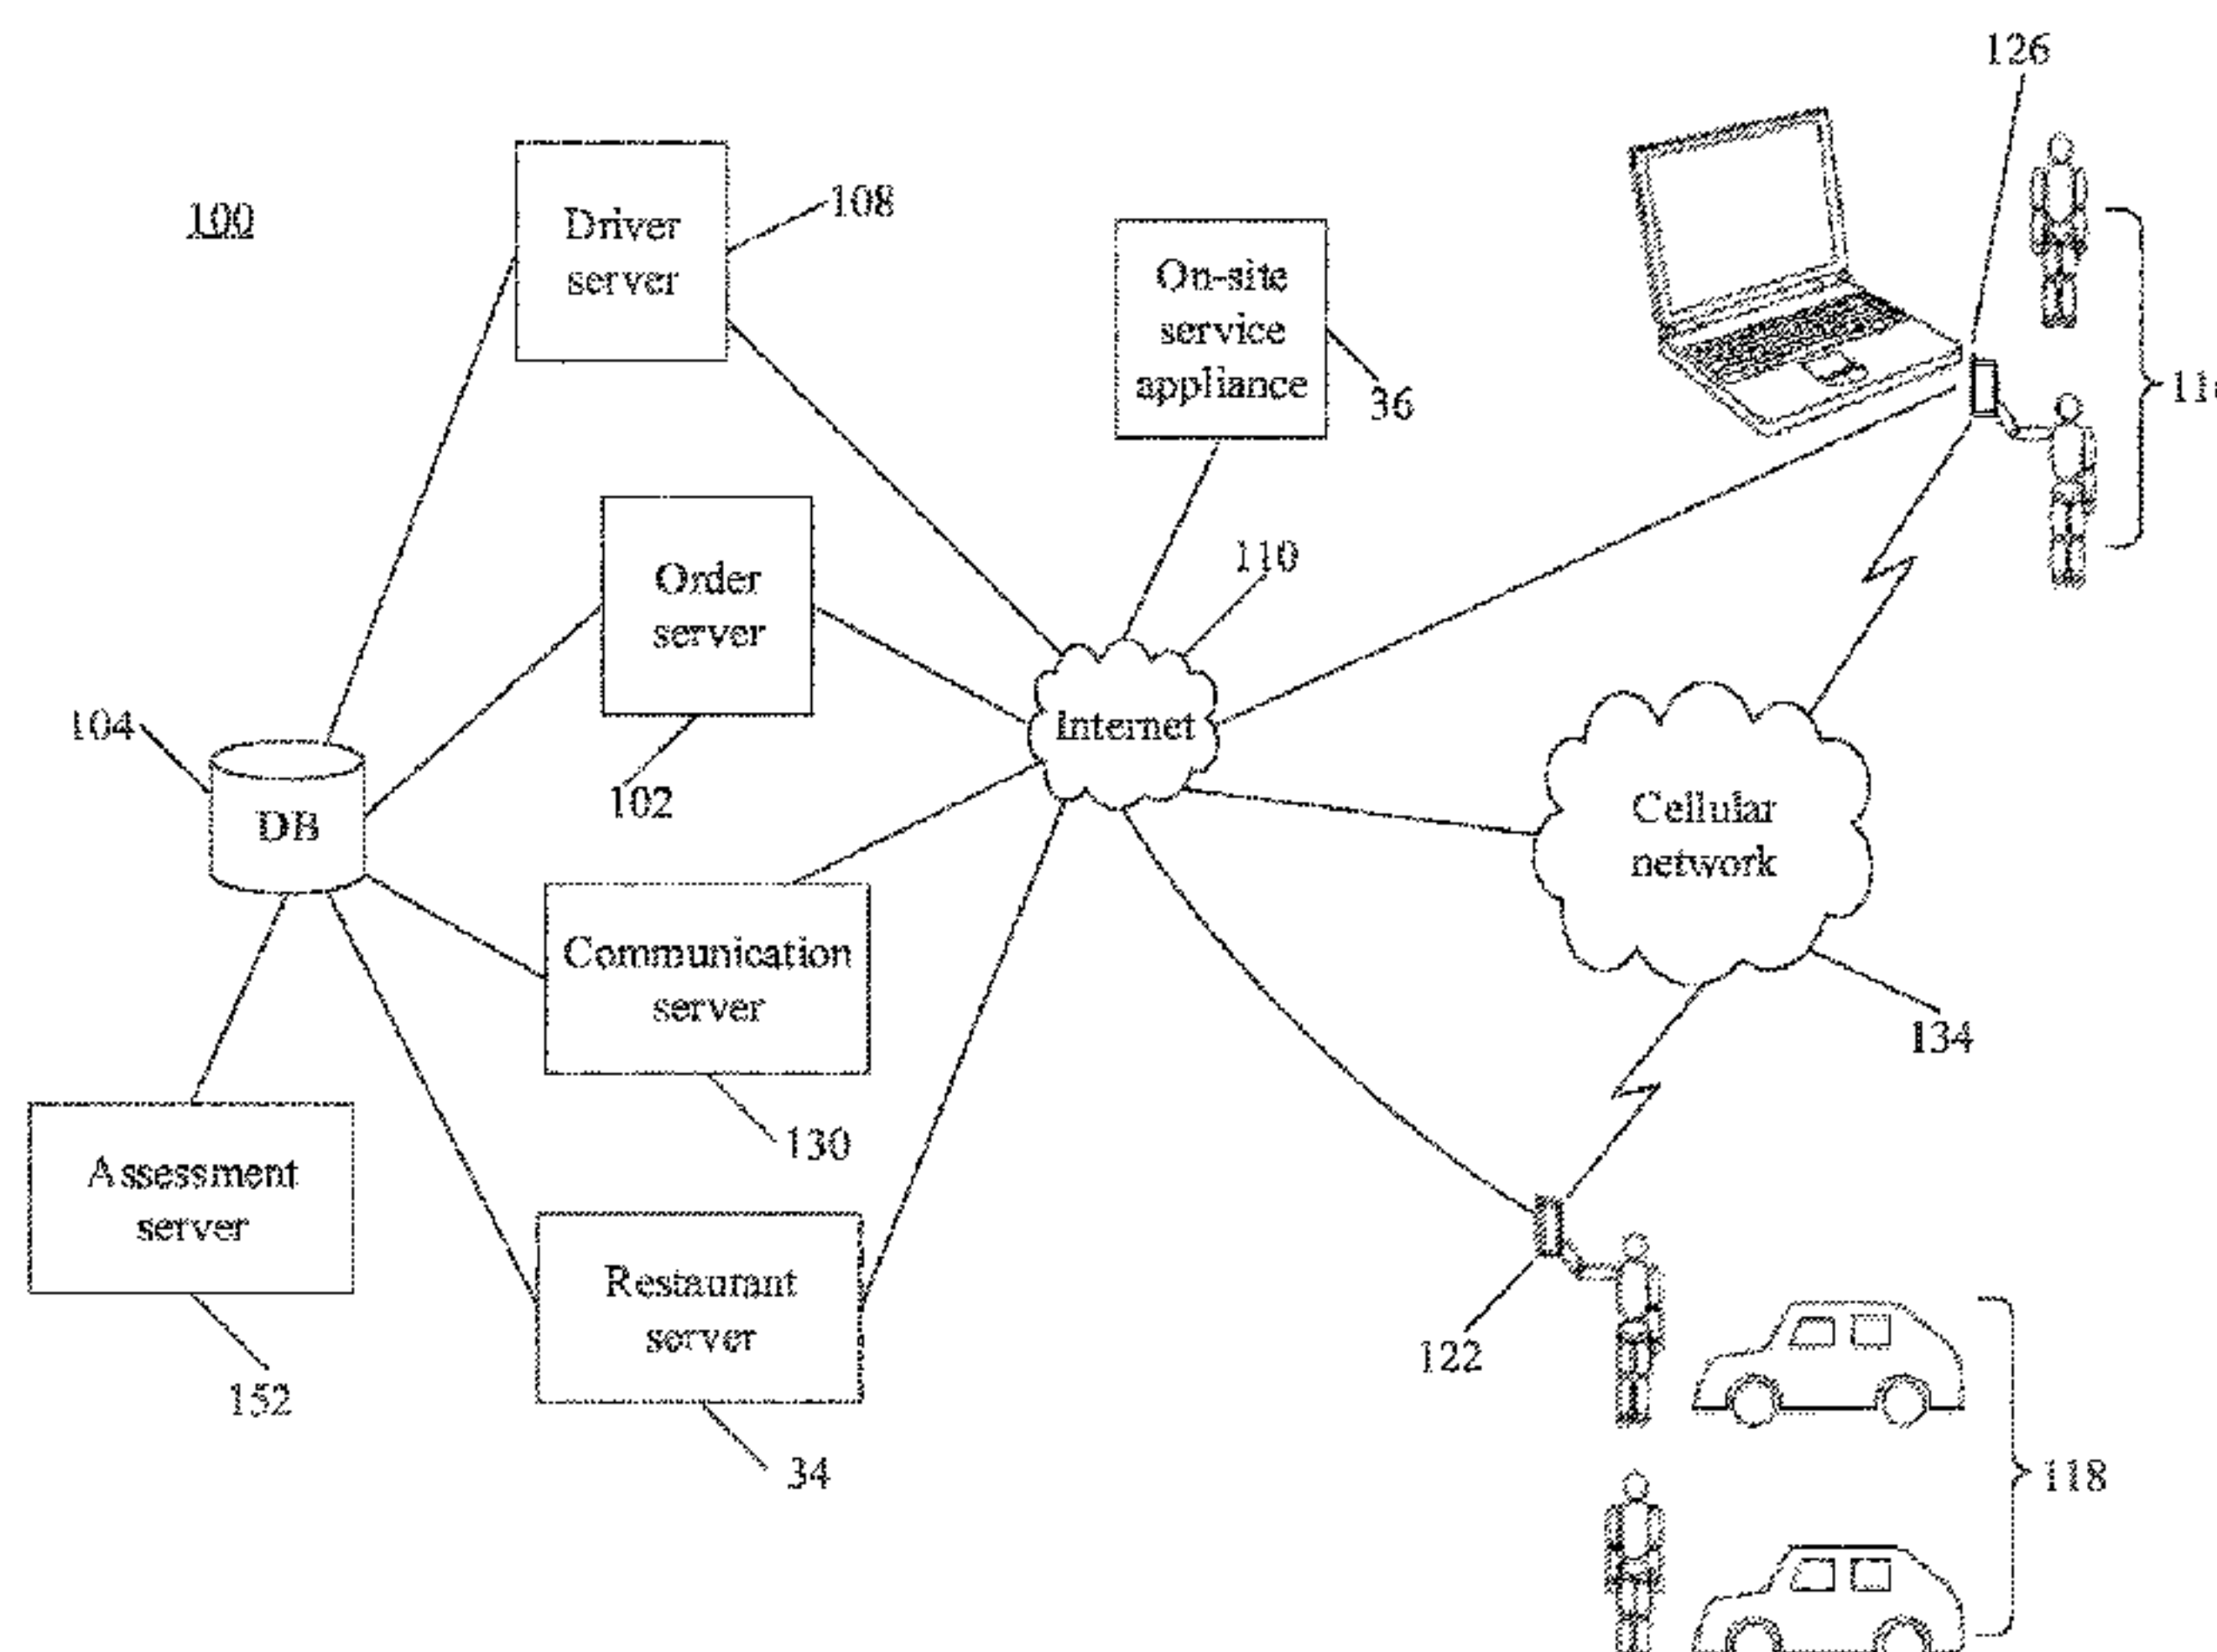 126
100
Driver
server
108
On-site
service
appliance
36
Order
server
110
Internet
104
DB
102
Cellular
network
Communication
server
134
130
Assessment
server
122
Restaurant
server
152
34
118